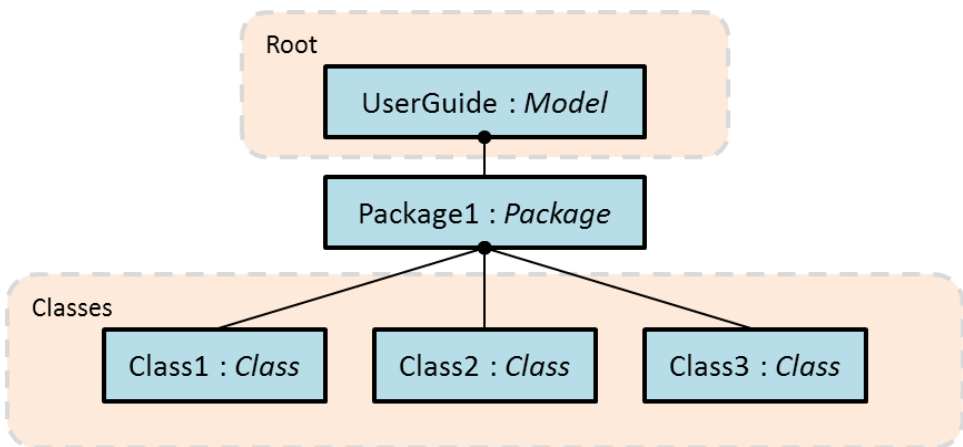 Root
UserGuide : Model
Package1 : Package
Classes
Class1 : Class
Class2 : Class
Class3 : Class